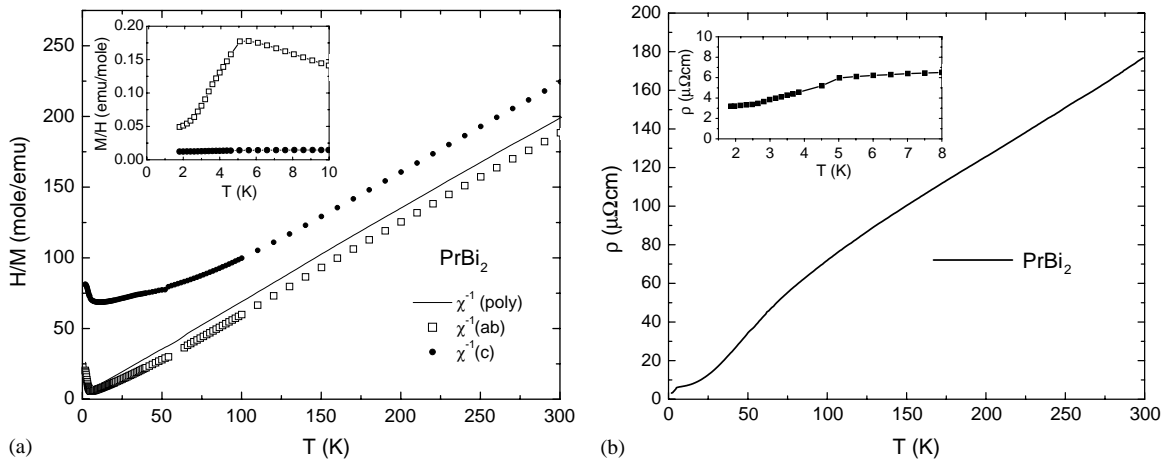 250
200
150
100
50
0
H/M (mole/emu)
0 50 100 150 200 250 300
T (K)
(a)
0.20
0.15
0.10
0.05
0.00
M/H (emu/mole)
0 2 4 6 8 10
T (K)
PrBi₂
χ⁻¹ (poly)
χ⁻¹(ab)
χ⁻¹(c)
200
180
160
140
120
100
80
60
40
20
0
ρ (μΩcm)
0 50 100 150 200 250 300
T (K)
(b)
10
8
6
4
2
0
ρ (μΩcm)
2 3 4 5 6 7 8
T (K)
PrBi₂